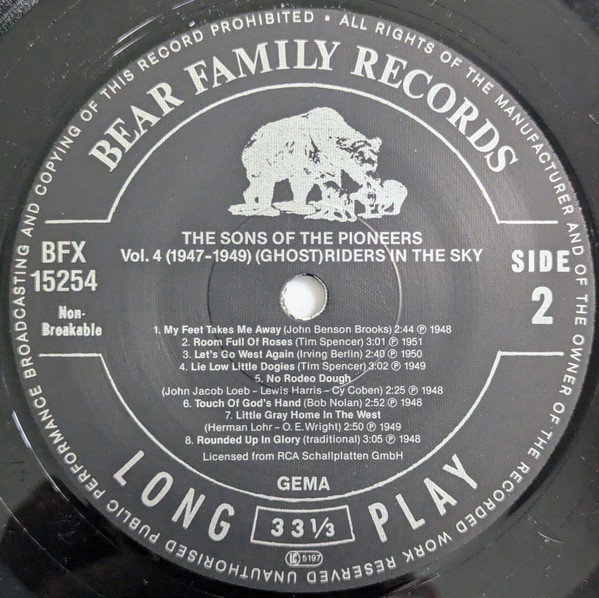 UNAUTHORISED PUBLIC PERFORMANCE BROADCASTING AND COPYING OF THIS RECORD PROHIBITED • ALL RIGHTS OF THE MANUFACTURER AND OF THE OWNER OF THE RECORDED WORK RESERVED
BEAR FAMILY RECORDS
THE SONS OF THE PIONEERS
Vol. 4 (1947-1949) (GHOST)RIDERS IN THE SKY
BFX
15254
Non-
Breakable
SIDE
2
1. My Feet Takes Me Away (John Benson Brooks) 2:44 ℗ 1948
2. Room Full Of Roses (Tim Spencer) 3:01 ℗ 1951
3. Let's Go West Again (Irving Berlin) 2:40 ℗ 1950
4. Lie Low Little Dogies (Tim Spencer) 3:02 ℗ 1949
5. No Rodeo Dough
(John Jacob Loeb - Lewis Harris - Cy Coben) 2:25 ℗ 1948
6. Touch Of God's Hand (Bob Nolan) 2:52 ℗ 1948
7. Little Gray Home In The West
(Herman Lohr - O.E. Wright) 2:50 ℗ 1949
8. Rounded Up In Glory (traditional) 3:05 ℗ 1948
Licensed from RCA Schallplatten GmbH
GEMA
LONG PLAY
33 1/3
LC 5197